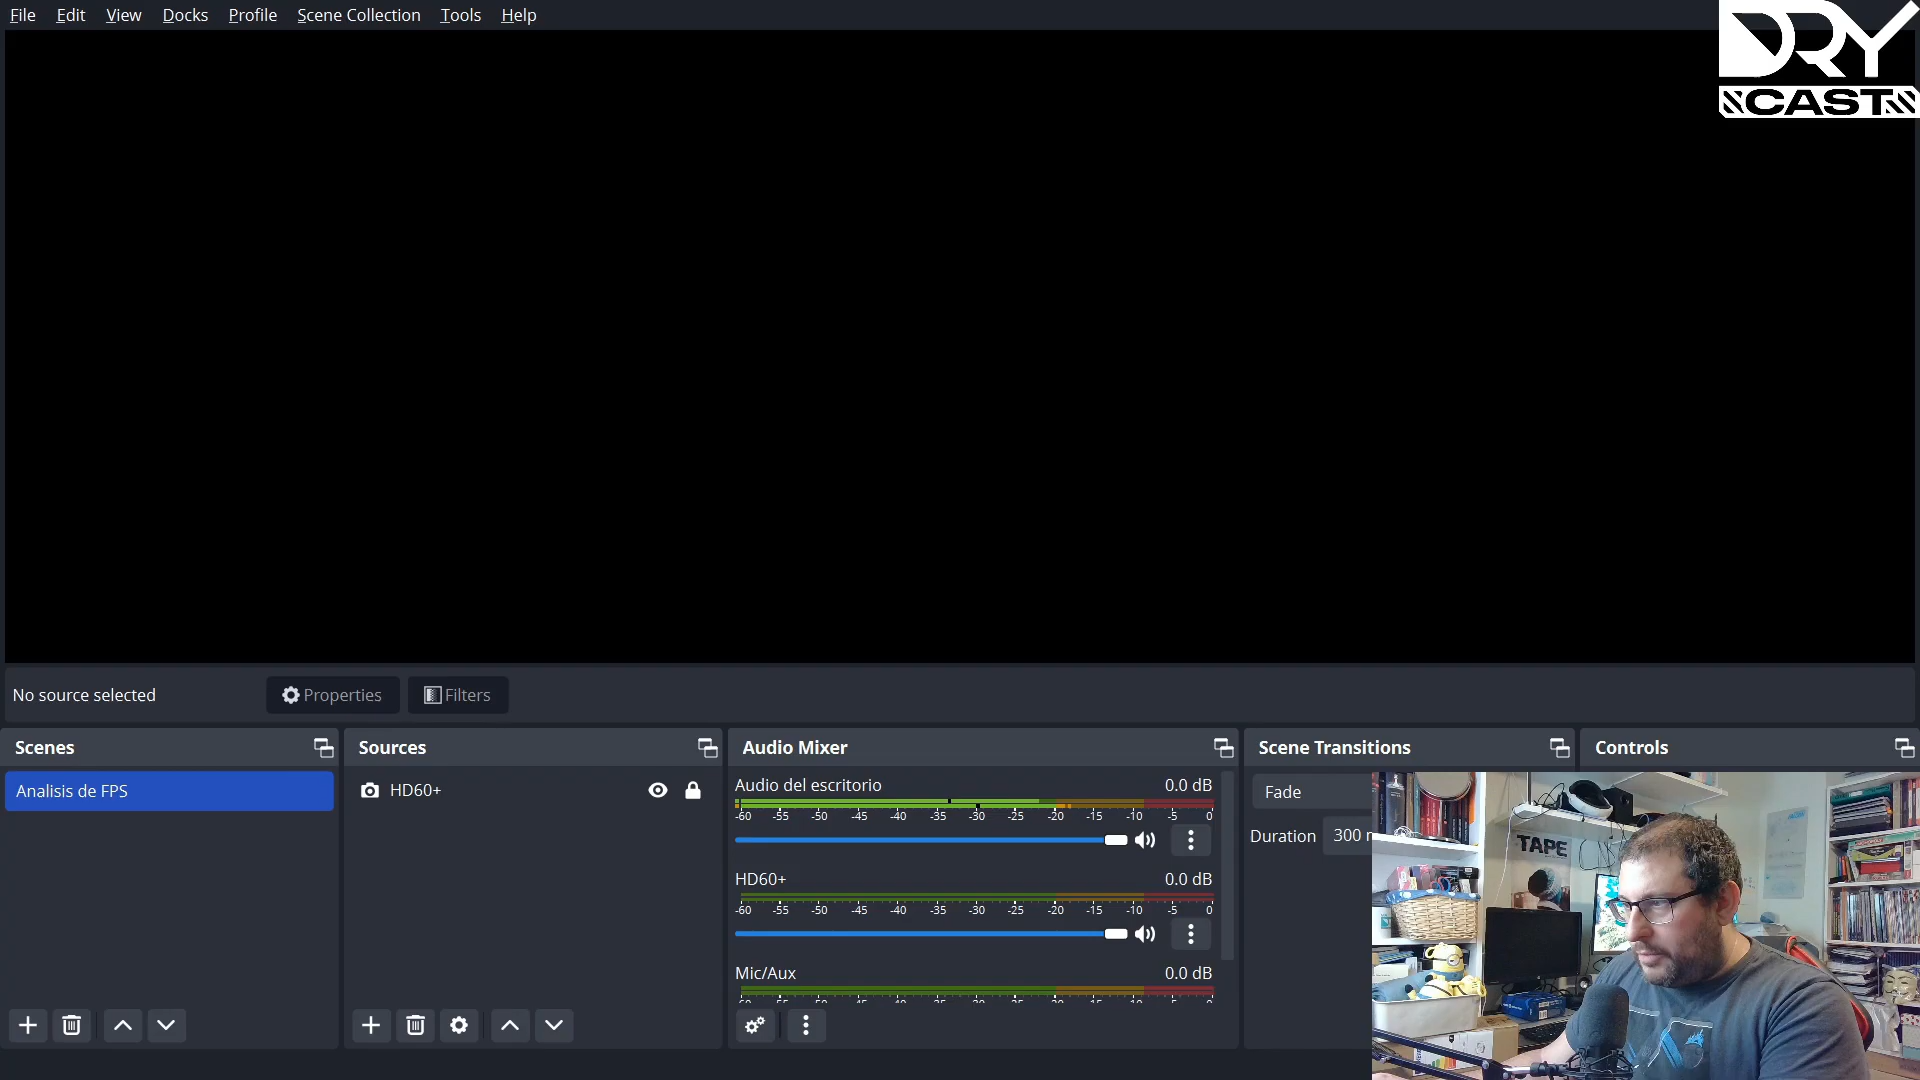 File Edit View Docks Profile Scene Collection Tools Help
DRY
CAST
No source selected Properties Filters
Scenes Sources Audio Mixer Scene Transitions Controls
Analisis de FPS
HD60+
Audio del escritorio 0.0 dB
-60 -55 -50 -45 -40 -35 -30 -25 -20 -15 -10 -5 0
HD60+ 0.0 dB
-60 -55 -50 -45 -40 -35 -30 -25 -20 -15 -10 -5 0
Mic/Aux 0.0 dB
Fade
Duration 300
TAPE